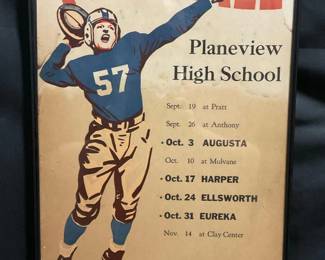 57
Planeview
High School
Sept. 19 at Pratt
Sept. 26 at Anthony
•Oct. 3 AUGUSTA
Oct. 10 at Mulvane
•Oct. 17 HARPER
•Oct. 24 ELLSWORTH
•Oct. 31 EUREKA
Nov. 14 at Clay Center